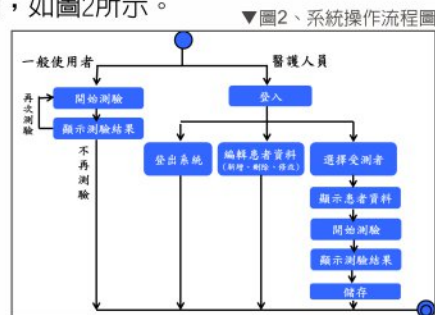 ，如圖2所示。
▼圖2、系統操作流程圖
一般使用者
醫護人員
開始測驗
登入
再次測驗
顯示測驗結果
不再測驗
登出系統
編輯患者資料
(新增、刪除、修改)
選擇受測者
顯示患者資料
開始測驗
顯示測驗結果
儲存